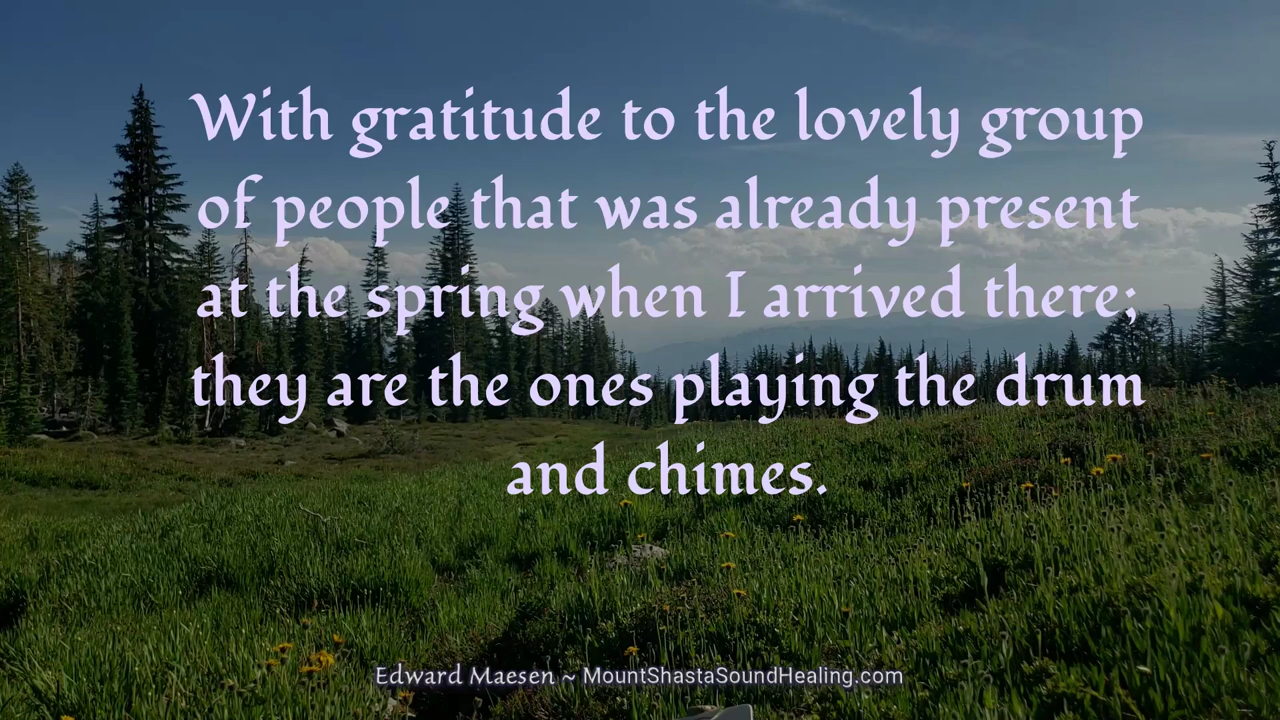 With gratitude to the lovely group
of people that was already present
at the spring when I arrived there;
they are the ones playing the drum
and chimes.
Edward Maesen ~ MountShastaSoundHealing.com